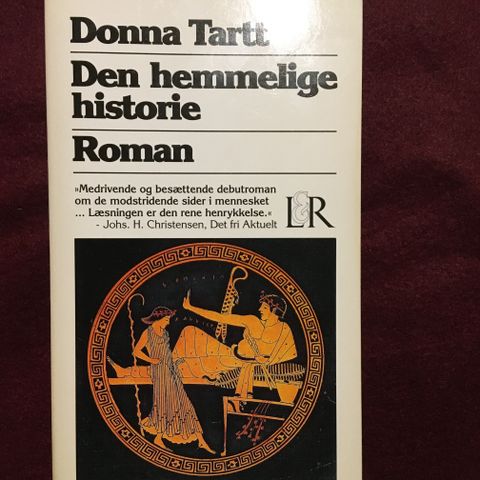 Donna Tartt
Den hemmelige
historie
Roman
»Medrivende og besættende debutroman
om de modstridende sider i mennesket
... Læsningen er den rene henrykkelse.«
- Johs. H. Christensen, Det fri Aktuelt
L&R